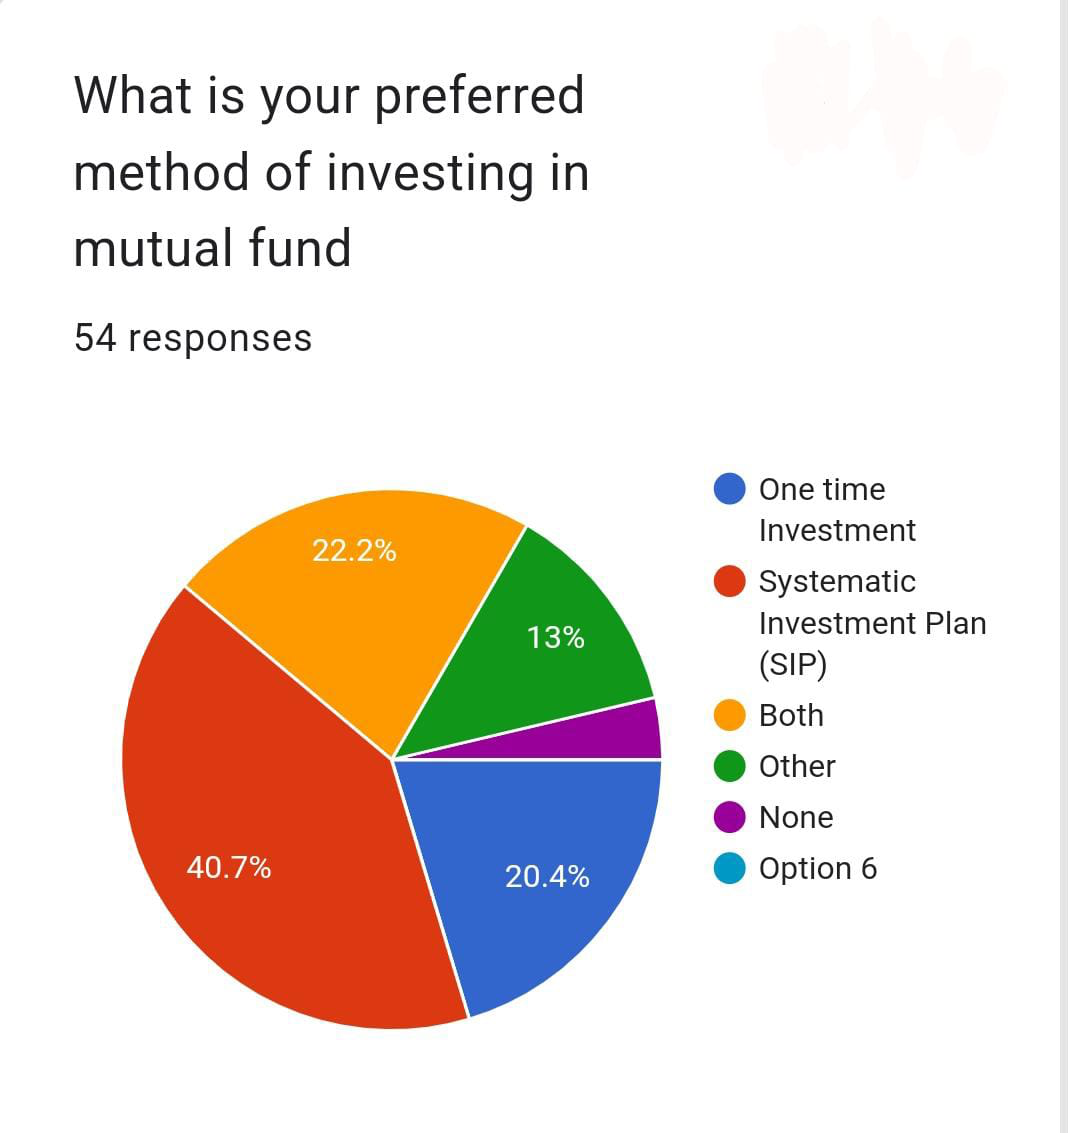 What is your preferred
method of investing in
mutual fund
54 responses
22.2%
13%
40.7%
20.4%
One time
Investment
Systematic
Investment Plan
(SIP)
Both
Other
None
Option 6